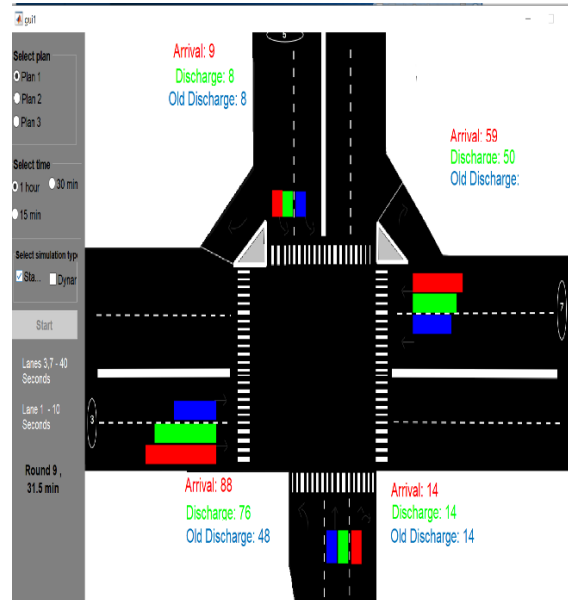 gui1
Select plan
Plan 1
Plan 2
Plan 3
Select time
1 hour
30 min
15 min
Select simulation typ
Sta...
Dynar
Start
Lanes 3,7 - 40
Seconds
Lane 1 - 10
Seconds
Round 9 ,
31.5 min
5
Arrival: 9
Discharge: 8
Old Discharge: 8
Arrival: 59
Discharge: 50
Old Discharge:
7
3
Arrival: 88
Discharge: 76
Old Discharge: 48
Arrival: 14
Discharge: 14
Old Discharge: 14